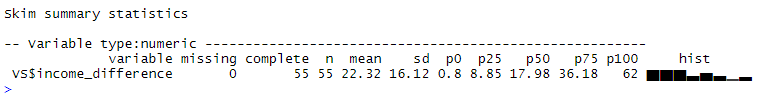 Skim summary statistics
-- Variable type:numeric -------------------------------------------------------
variable missing complete n mean sd p0 p25 p50 p75 p100 hist
VS$income_difference 0 55 55 22.32 16.12 0.8 8.85 17.98 36.18 62 ▇▇▇▃▅▃▁▃
>